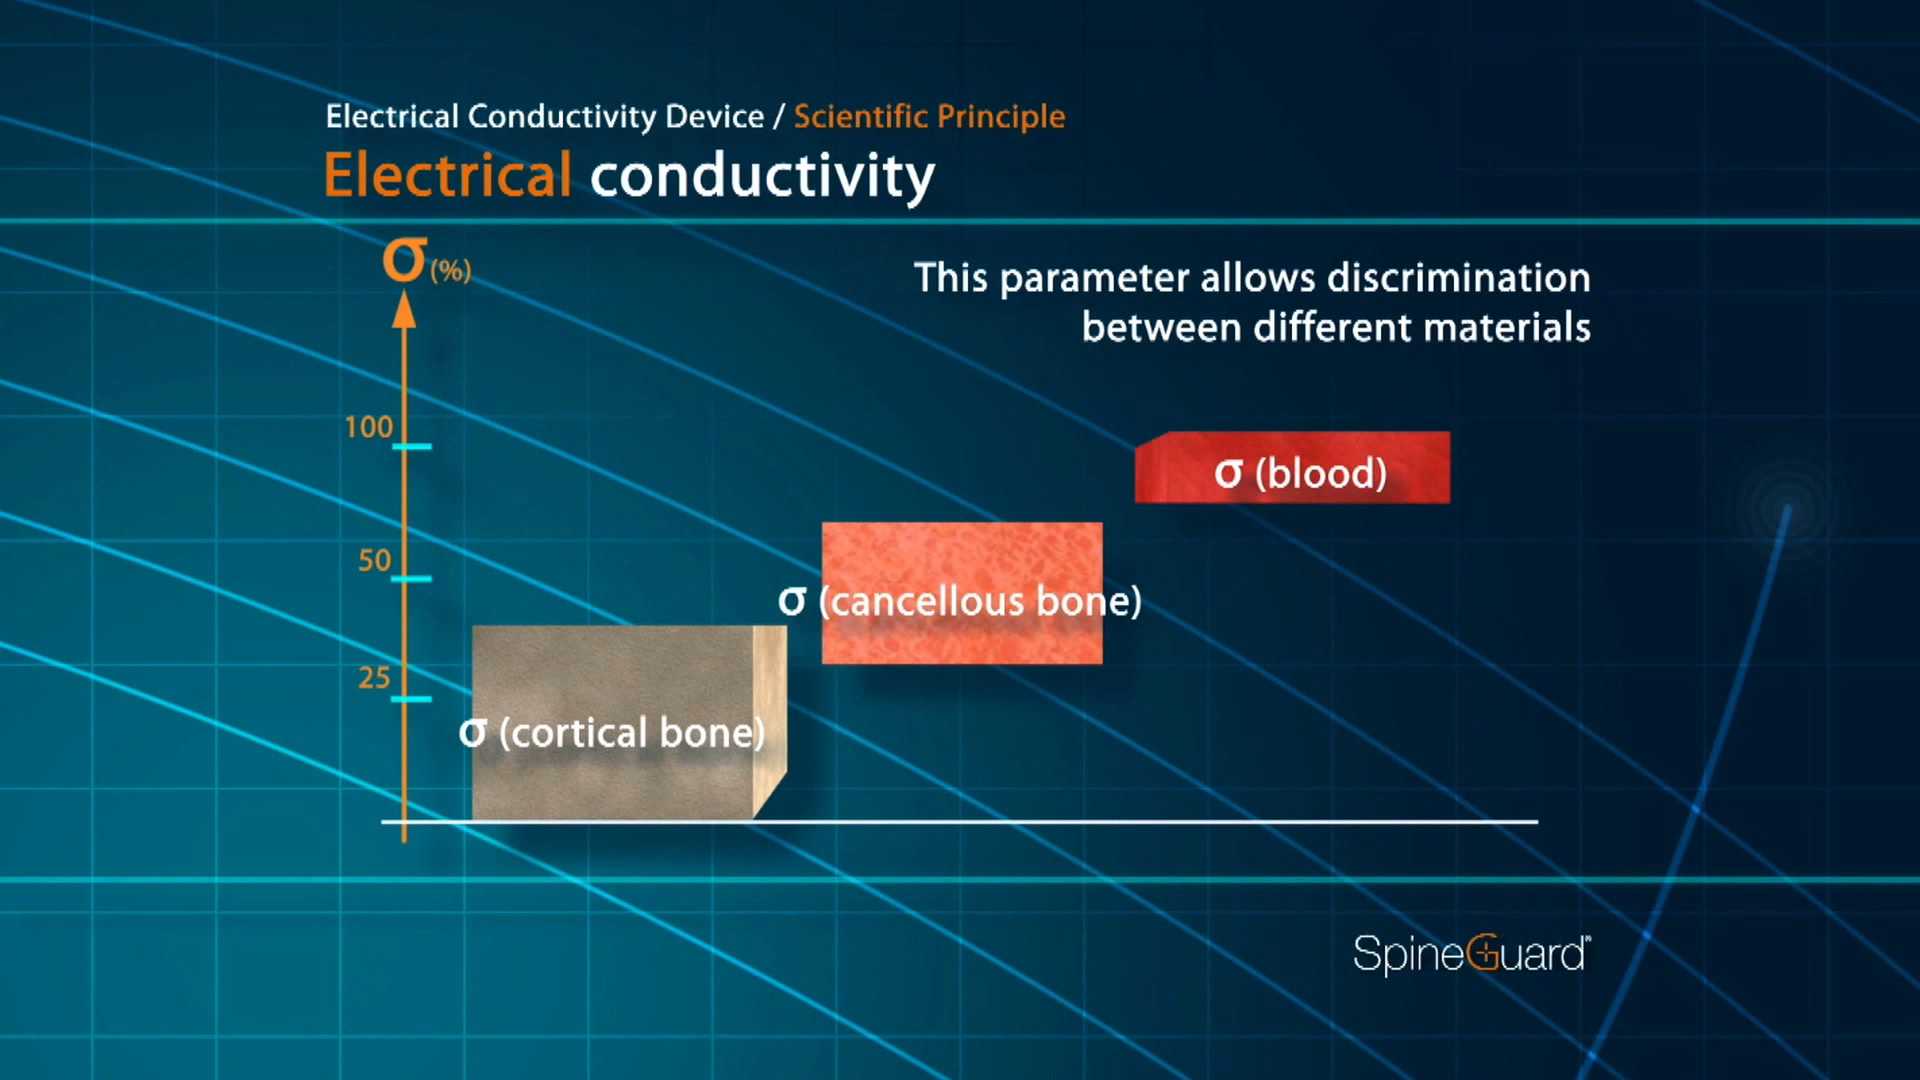 Electrical Conductivity Device / Scientific Principle
Electrical conductivity
σ (%)
This parameter allows discrimination
between different materials
100
σ (blood)
50
σ (cancellous bone)
25
σ (cortical bone)
SpineGuard™